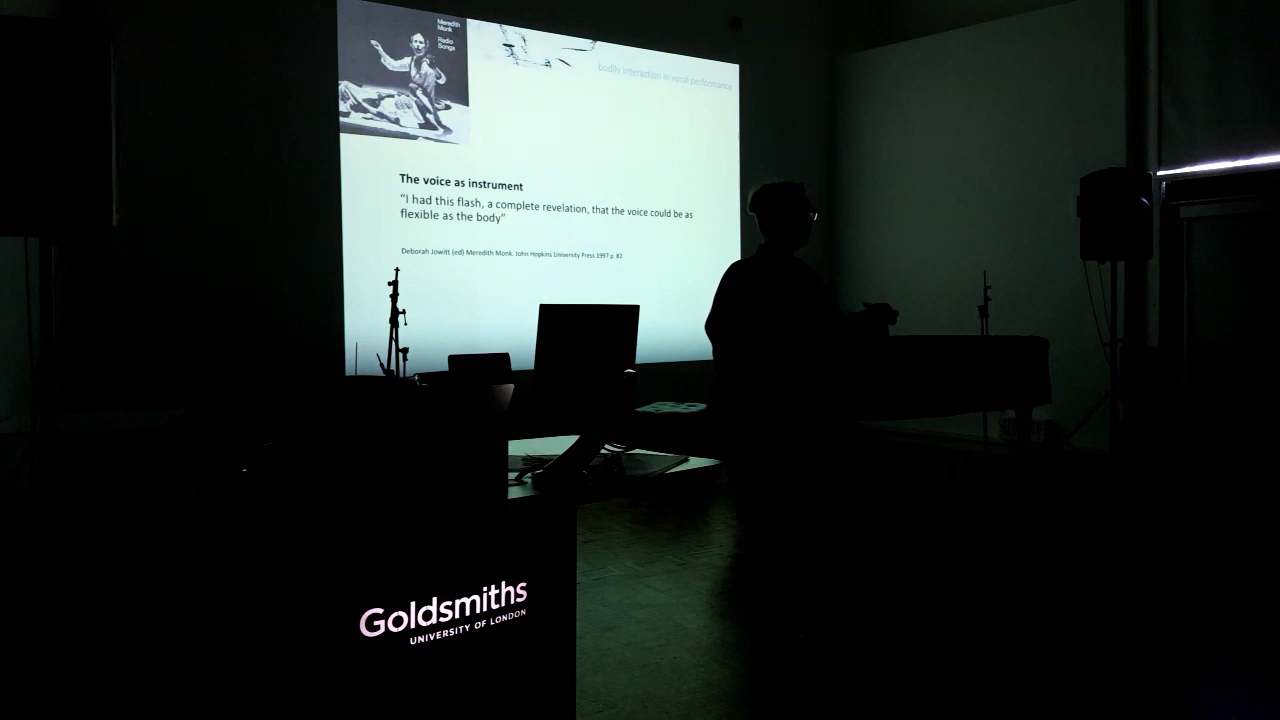 Meredith
Monk
Radio
Songs
bodily interaction in vocal performance
The voice as instrument
“I had this flash, a complete revelation, that the voice could be as
flexible as the body”
Deborah Jowitt (ed) Meredith Monk. John Hopkins University Press 1997 p. 82
Goldsmiths
UNIVERSITY OF LONDON